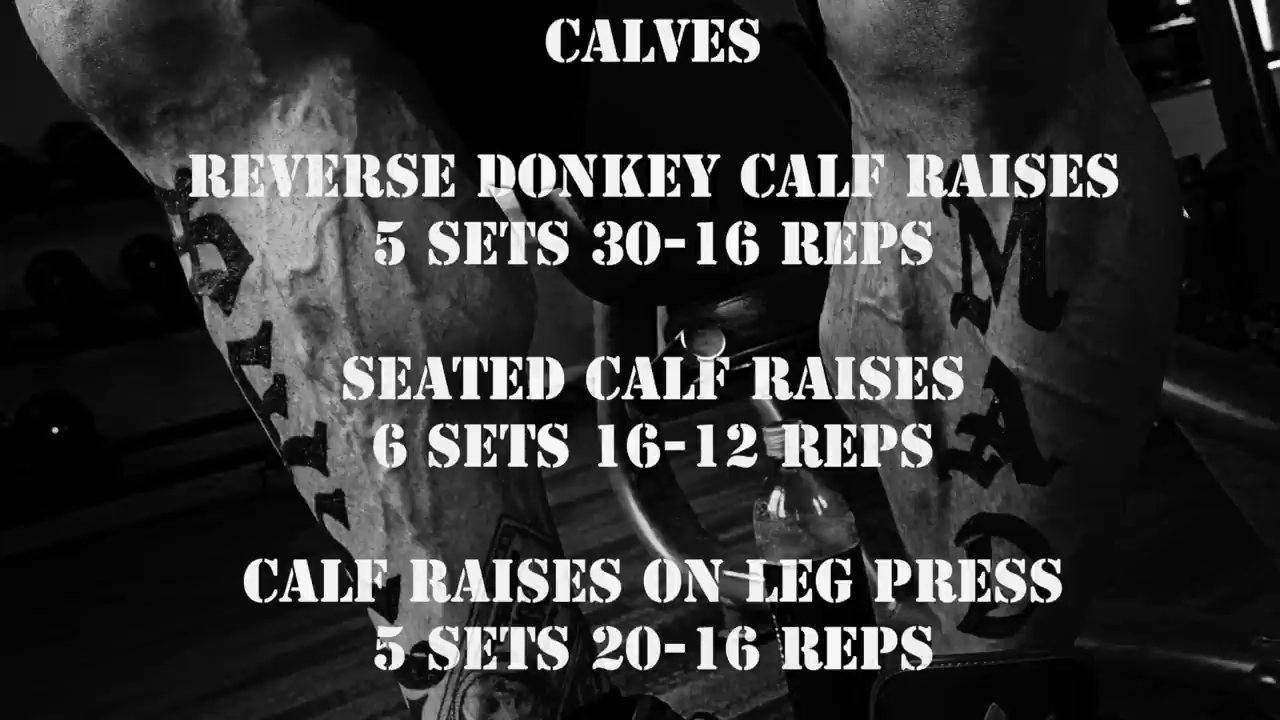 CALVES
REVERSE DONKEY CALF RAISES
5 SETS 30-16 REPS
SEATED CALF RAISES
6 SETS 16-12 REPS
CALF RAISES ON LEG PRESS
5 SETS 20-16 REPS
MAD